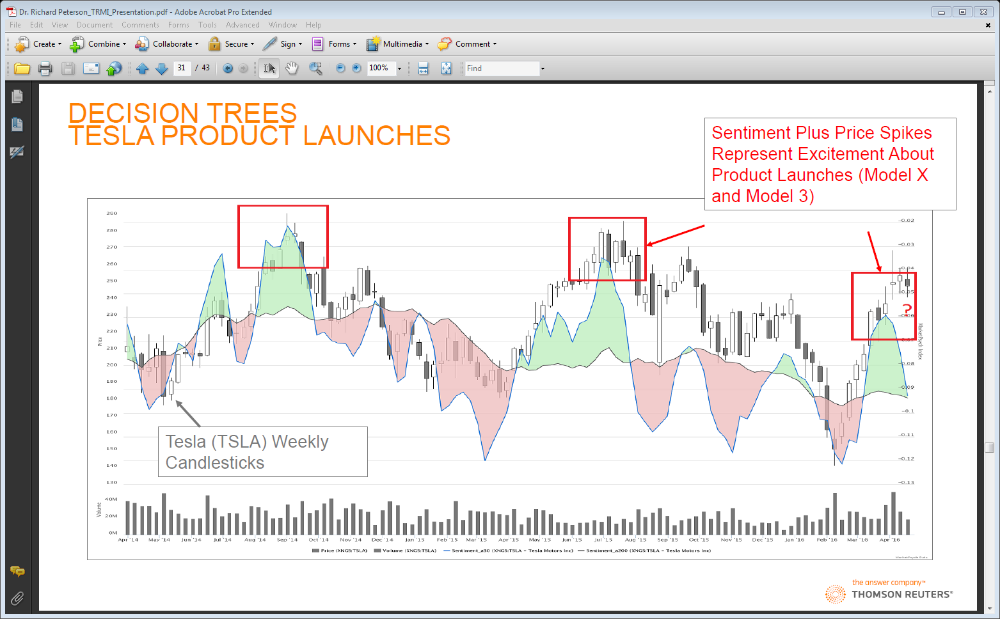 Dr. Richard Peterson_TRMI_Presentation.pdf - Adobe Acrobat Pro Extended
File Edit View Document Comments Forms Tools Advanced Window Help
Create Combine Collaborate Secure Sign Forms Multimedia Comment
31 / 43 100% Find
DECISION TREES
TESLA PRODUCT LAUNCHES
Sentiment Plus Price Spikes
Represent Excitement About
Product Launches (Model X
and Model 3)
290
280
270
260
250
240
230
220
210
200
190
180
170
160
150
140
130
Price
-0.02
-0.03
-0.04
-0.05
-0.06
-0.07
-0.08
-0.09
-0.1
-0.11
-0.12
-0.13
MarketPsych Index
?
Tesla (TSLA) Weekly
Candlesticks
40M
20M
0M
Volume
Apr '14 May '14 Jun '14 Jul '14 Aug '14 Sep '14 Oct '14 Nov '14 Dec '14 Jan '15 Feb '15 Mar '15 Apr '15 May '15 Jun '15 Jul '15 Aug '15 Sep '15 Oct '15 Nov '15 Dec '15 Jan '16 Feb '16 Mar '16 Apr '16
Price (XNGS:TSLA) Volume (XNGS:TSLA) Sentiment_a30 (XNGS:TSLA - Tesla Motors Inc) Sentiment_a200 (XNGS:TSLA - Tesla Motors Inc)
MarketPsych Data
the answer company™
THOMSON REUTERS®